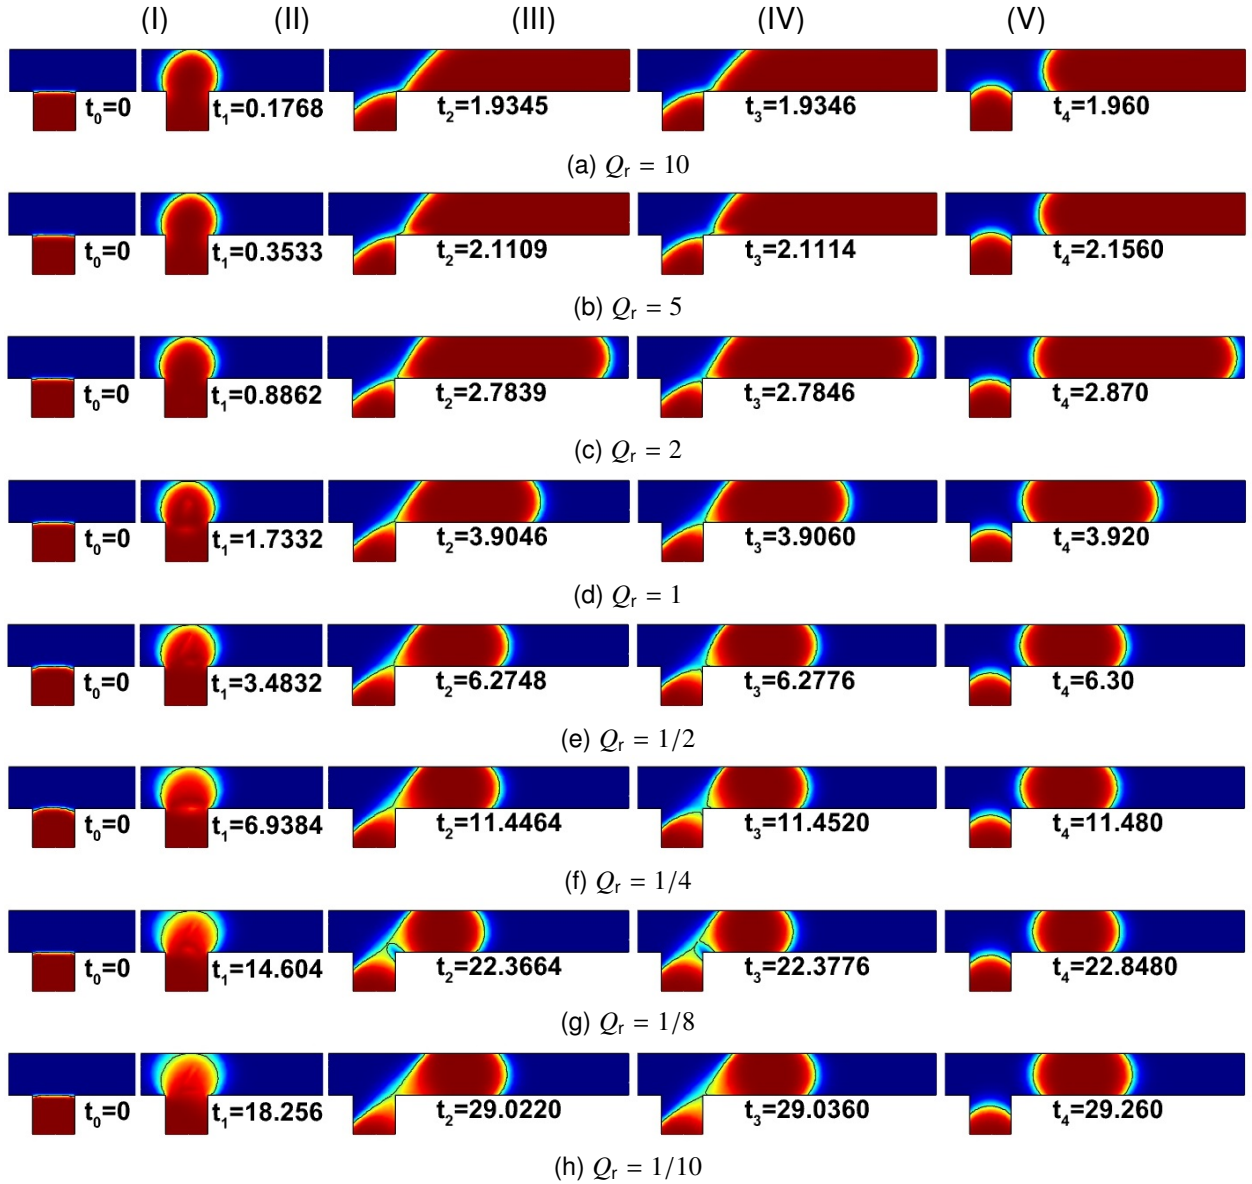 (I) (II) (III) (IV) (V)
t0=0 t1=0.1768 t2=1.9345 t3=1.9346 t4=1.960
(a) Qr = 10
t0=0 t1=0.3533 t2=2.1109 t3=2.1114 t4=2.1560
(b) Qr = 5
t0=0 t1=0.8862 t2=2.7839 t3=2.7846 t4=2.870
(c) Qr = 2
t0=0 t1=1.7332 t2=3.9046 t3=3.9060 t4=3.920
(d) Qr = 1
t0=0 t1=3.4832 t2=6.2748 t3=6.2776 t4=6.30
(e) Qr = 1/2
t0=0 t1=6.9384 t2=11.4464 t3=11.4520 t4=11.480
(f) Qr = 1/4
t0=0 t1=14.604 t2=22.3664 t3=22.3776 t4=22.8480
(g) Qr = 1/8
t0=0 t1=18.256 t2=29.0220 t3=29.0360 t4=29.260
(h) Qr = 1/10